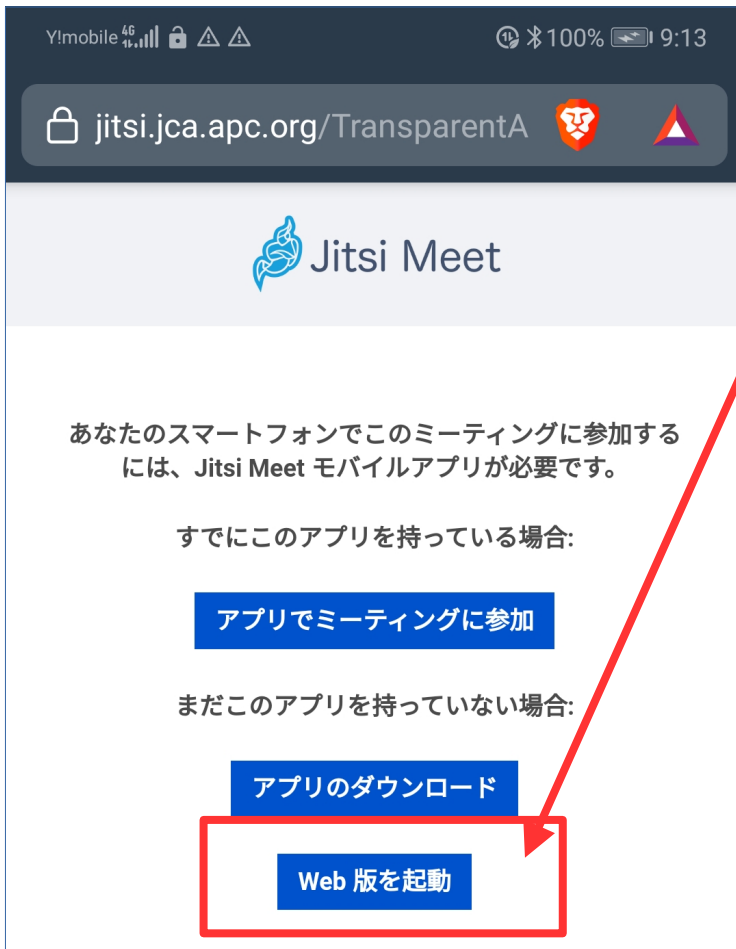 Y!mobile 4G 100% 9:13
jitsi.jca.apc.org/TransparentA
Jitsi Meet
あなたのスマートフォンでこのミーティングに参加する
には、Jitsi Meet モバイルアプリが必要です。
すでにこのアプリを持っている場合:
アプリでミーティングに参加
まだこのアプリを持っていない場合:
アプリのダウンロード
Web 版を起動